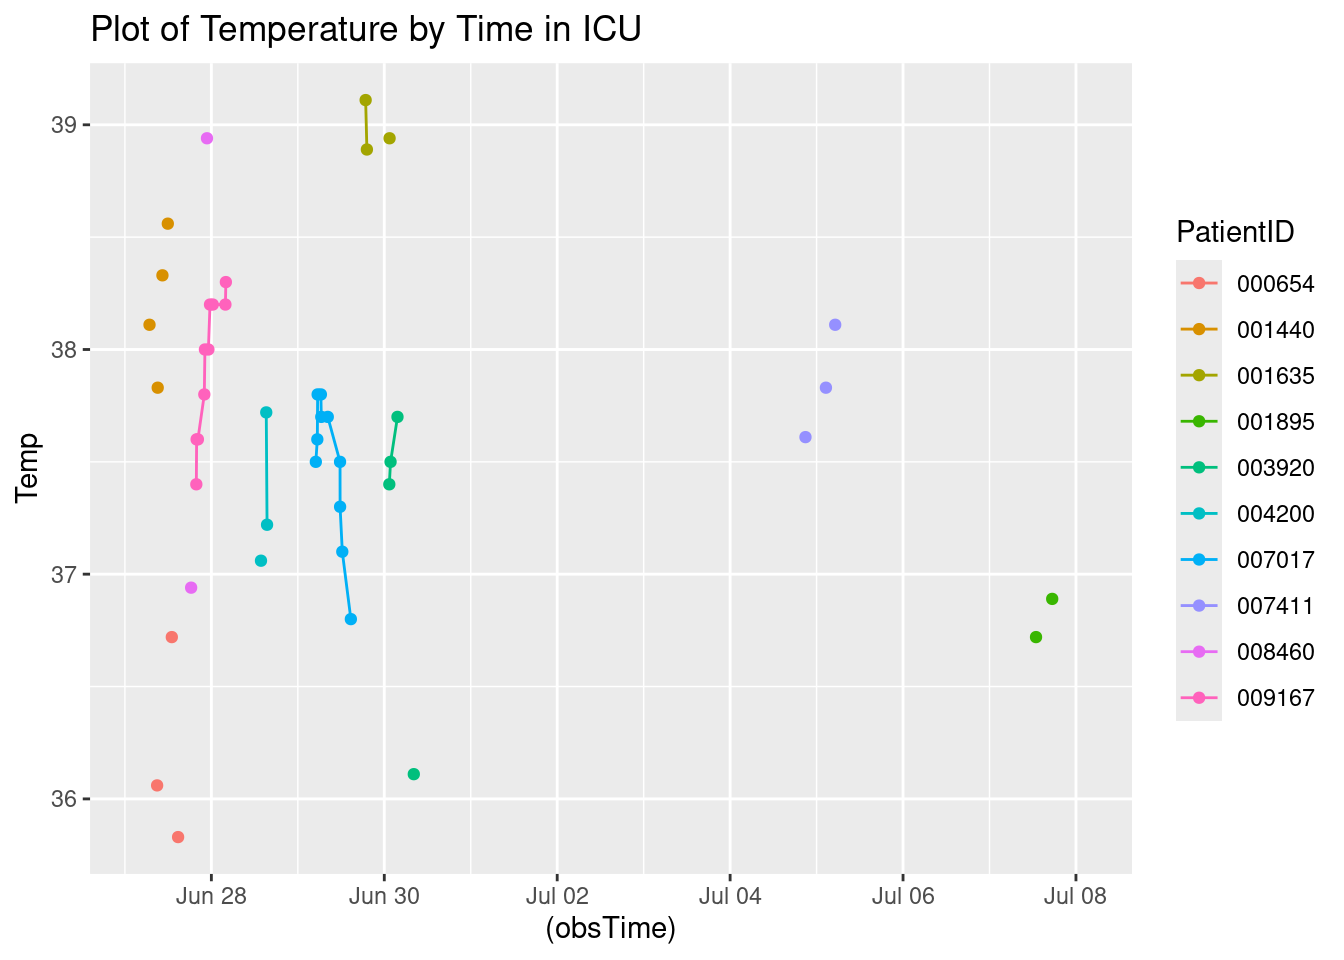 Plot of Temperature by Time in ICU
39
38
37
36
Temp
Jun 28
Jun 30
Jul 02
Jul 04
Jul 06
Jul 08
(obsTime)
PatientID
000654
001440
001635
001895
003920
004200
007017
007411
008460
009167